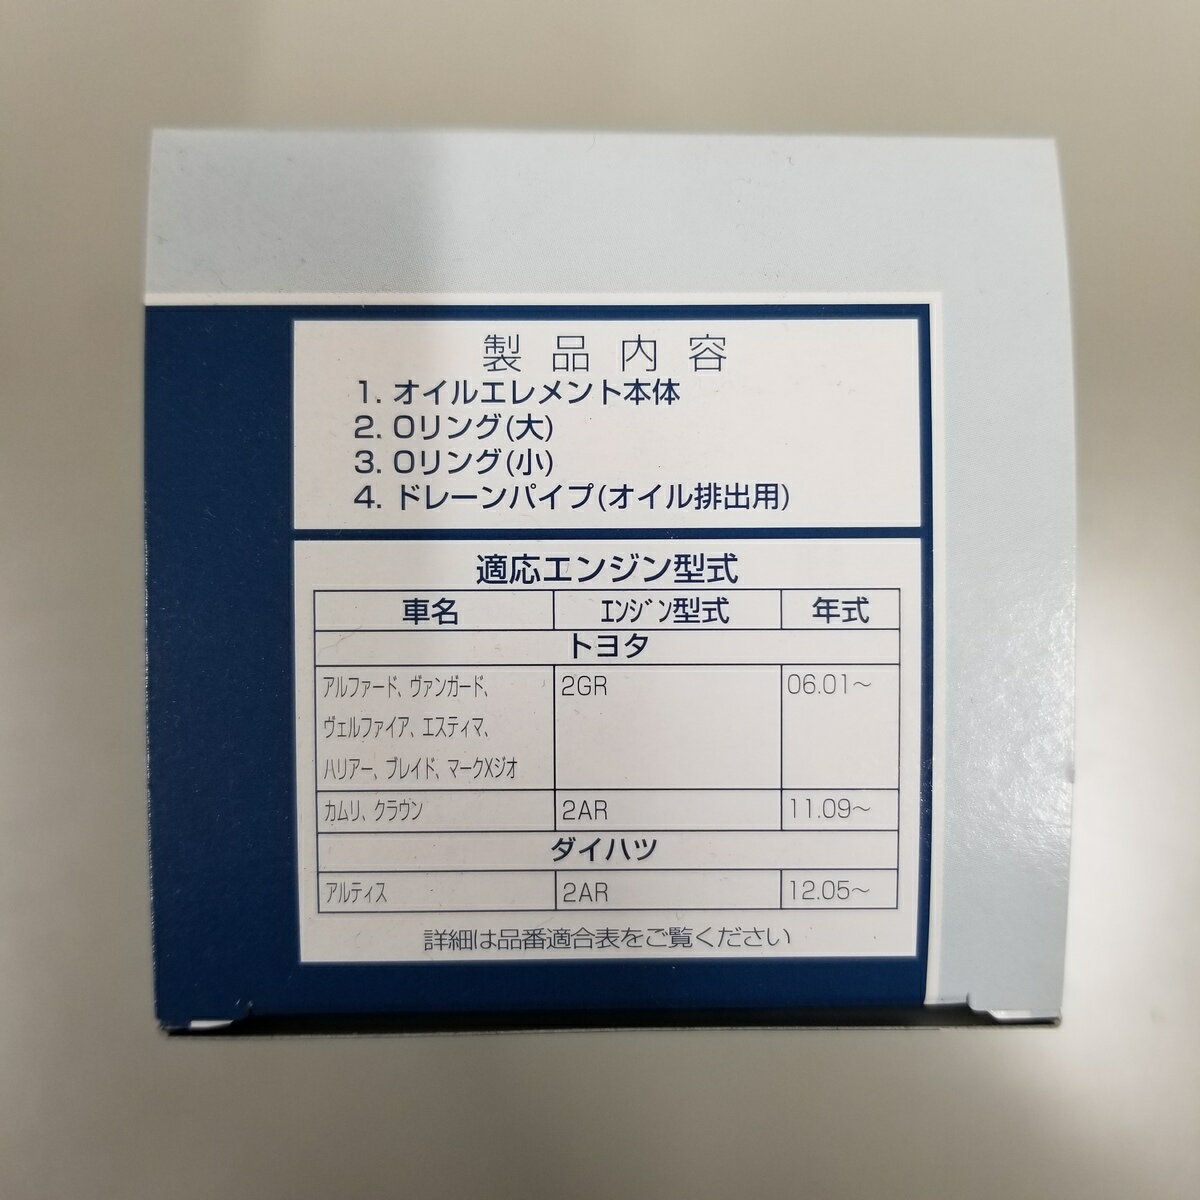 製品内容
1. オイルエレメント本体
2. Oリング(大)
3. Oリング(小)
4. ドレーンパイプ(オイル排出用)
適応エンジン型式
車名 ｴﾝｼﾞﾝ型式 年式
トヨタ
アルファード、ヴァンガード、 2GR 06.01～
ヴェルファイア、エスティマ、
ハリアー、ブレイド、マークXジオ
カムリ、クラウン 2AR 11.09～
ダイハツ
アルティス 2AR 12.05～
詳細は品番適合表をご覧ください